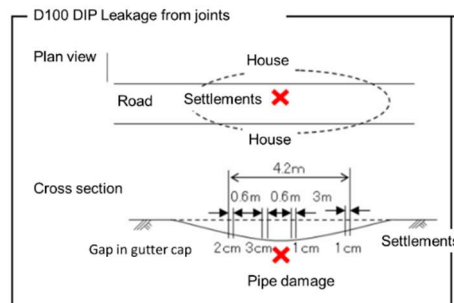 D100 DIP Leakage from joints
Plan view
House
Road
Settlements
House
4.2m
Cross section
0.6m 0.6m 3m
Gap in gutter cap
2cm 3cm 1cm 1cm
Settlements
Pipe damage